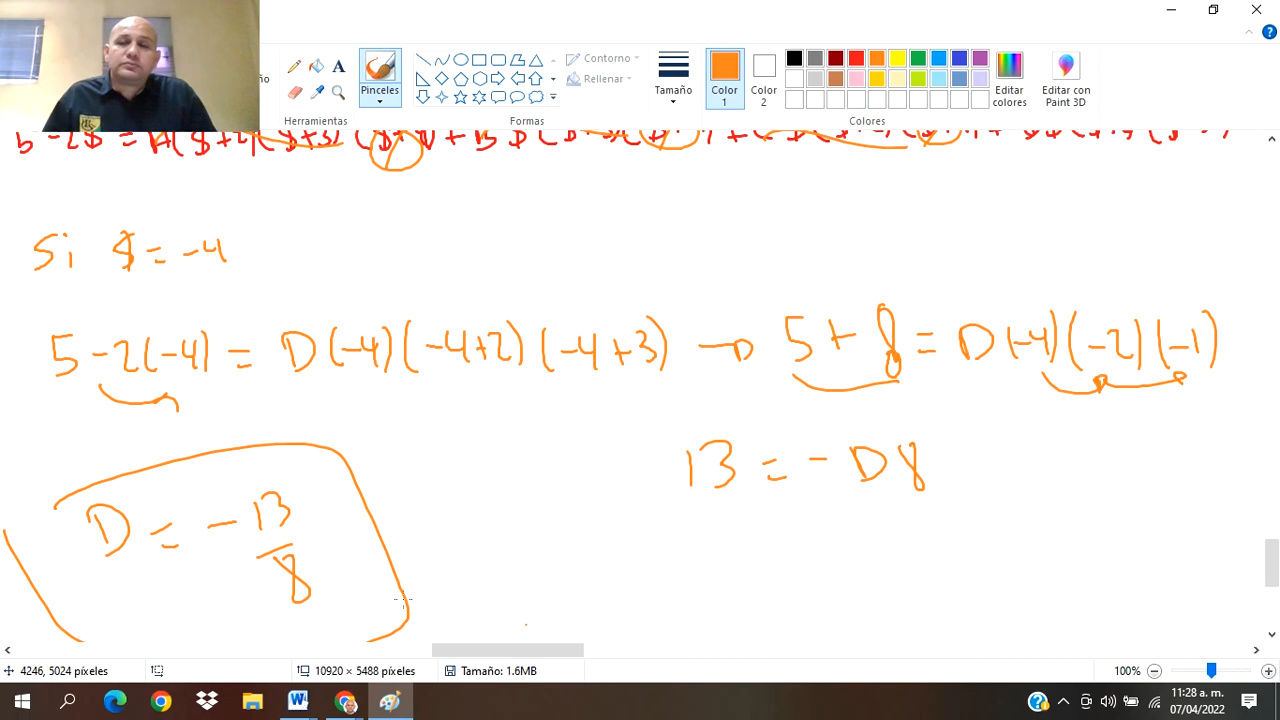 Contorno
Rellenar
Pinceles
Tamaño
Color 1
Color 2
Editar colores
Editar con Paint 3D
Herramientas
Formas
Colores
Si $ = -4
5 - 2(-4) = D(-4)(-4+2)(-4+3) → 5 + 8 = D(-4)(-2)(-1)
13 = - D8
D = - 13/8
4246, 5024 píxeles
10920 × 5488 píxeles
Tamaño: 1.6MB
100%
11:28 a. m.
07/04/2022